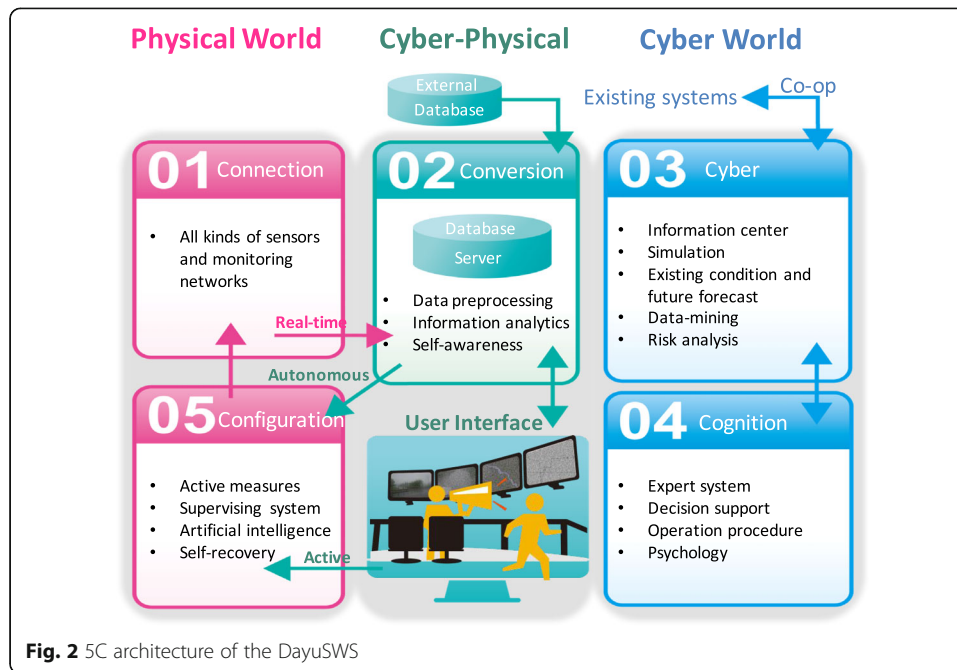 Physical World
Cyber-Physical
Cyber World
External
Database
Existing systems
Co-op
01 Connection
• All kinds of sensors
and monitoring
networks
Real-time
02 Conversion
Database
Server
• Data preprocessing
• Information analytics
• Self-awareness
03 Cyber
• Information center
• Simulation
• Existing condition and
future forecast
• Data-mining
• Risk analysis
Autonomous
05 Configuration
• Active measures
• Supervising system
• Artificial intelligence
• Self-recovery
Active
User Interface
04 Cognition
• Expert system
• Decision support
• Operation procedure
• Psychology
Fig. 2 5C architecture of the DayuSWS